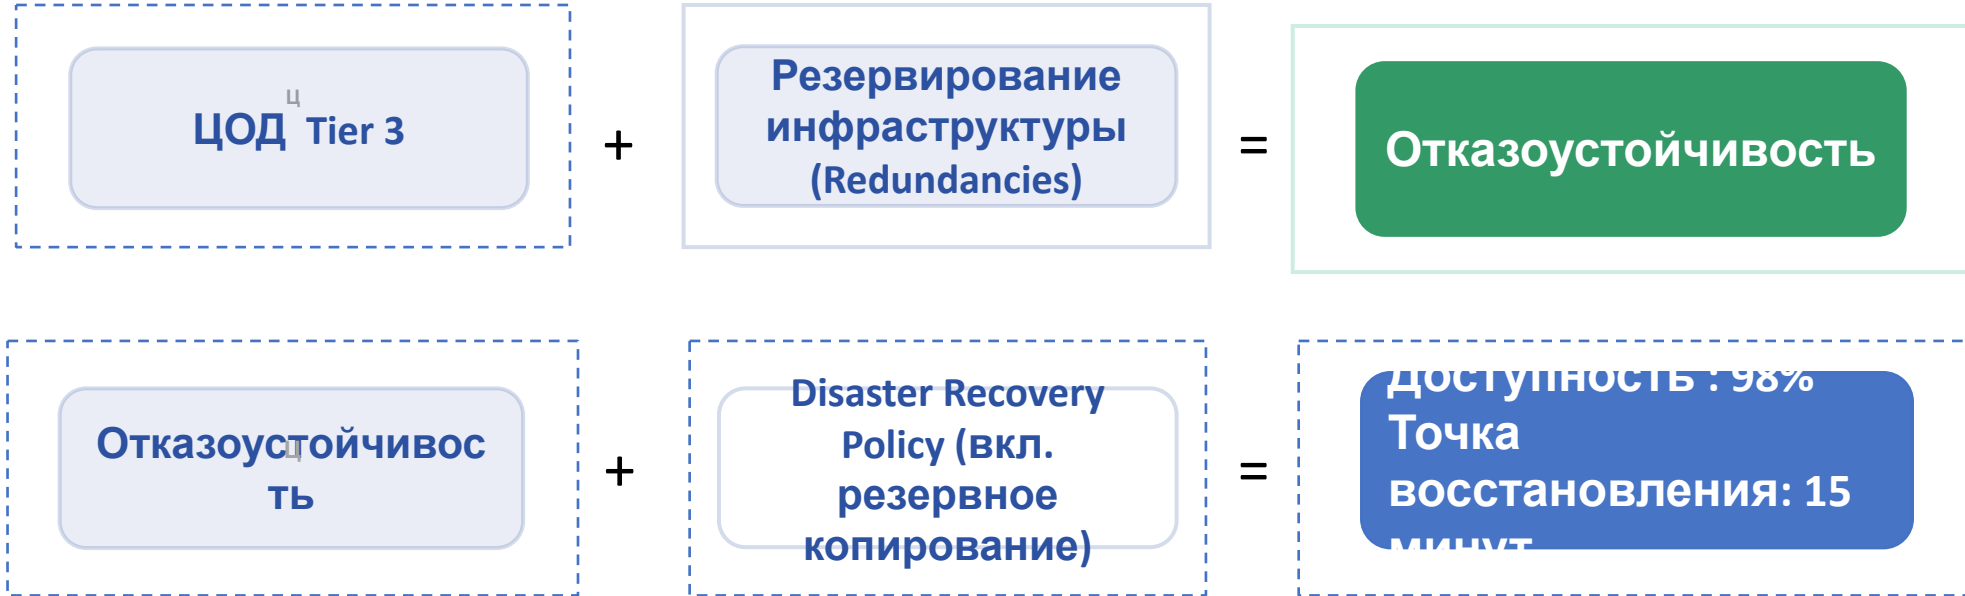 ц
ЦОД Tier 3
+
Резервирование
инфраструктуры
(Redundancies)
=
Отказоустойчивость
Отказоустойчивос
ть
ц
+
Disaster Recovery
Policy (вкл.
резервное
копирование)
=
Доступность : 98%
Точка
восстановления: 15
минут